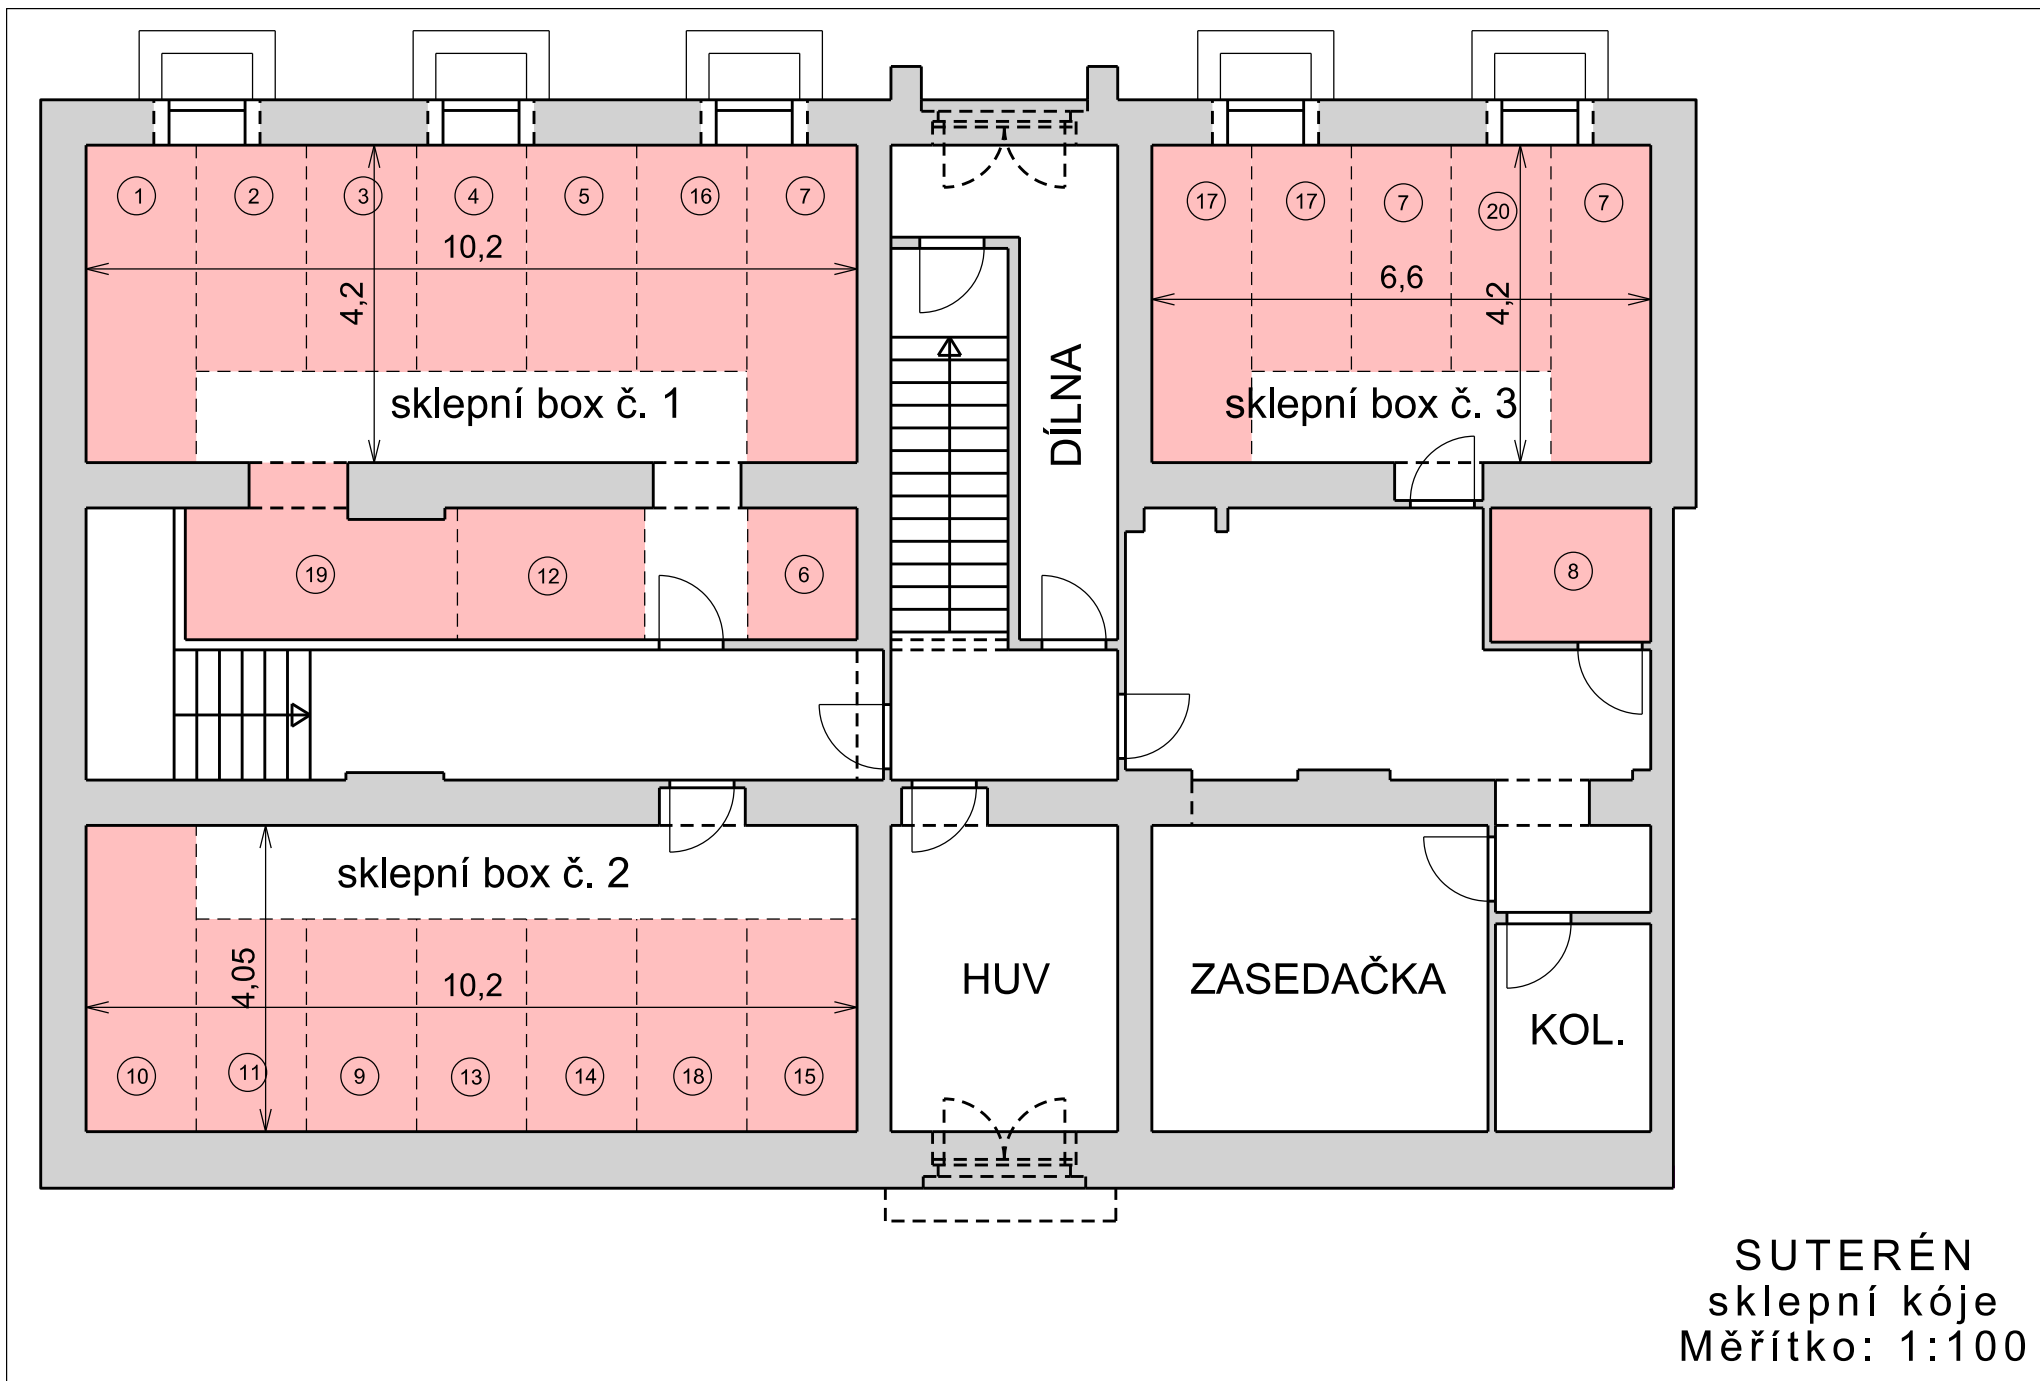 1 2 3 4 5 16 7
10,2
4,2
sklepní box č. 1
17 17 7 20 7
6,6
4,2
sklepní box č. 3
DÍLNA
19 12 6
8
sklepní box č. 2
4,05
10,2
10 11 9 13 14 18 15
HUV
ZASEDAČKA
KOL.
SUTERÉN
sklepní kóje
Měřítko: 1:100